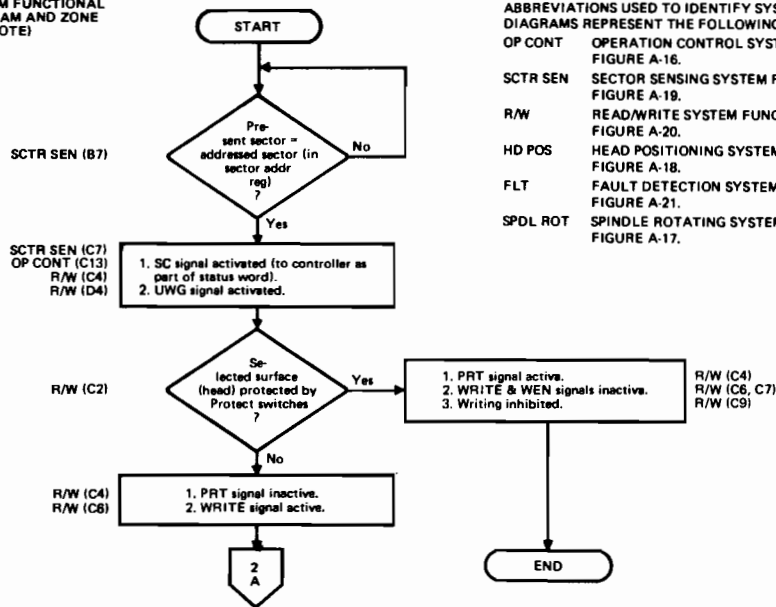 M FUNCTIONAL
AM AND ZONE
OTE)
ABBREVIATIONS USED TO IDENTIFY SYS
DIAGRAMS REPRESENT THE FOLLOWING
OP CONT OPERATION CONTROL SYST
FIGURE A-16.
SCTR SEN SECTOR SENSING SYSTEM F
FIGURE A-19.
R/W READ/WRITE SYSTEM FUNC
FIGURE A-20.
HD POS HEAD POSITIONING SYSTEM
FIGURE A-18.
FLT FAULT DETECTION SYSTEM
FIGURE A-21.
SPDL ROT SPINDLE ROTATING SYSTEM
FIGURE A-17.
START
SCTR SEN (B7)
Pre-
sent sector =
addressed sector (in
sector addr
reg)
?
No
Yes
SCTR SEN (C7)
OP CONT (C13)
R/W (C4)
R/W (D4)
1. SC signal activated (to controller as
part of status word).
2. UWG signal activated.
R/W (C2)
Se-
lected surface
(head) protected by
Protect switches
?
Yes
No
1. PRT signal active.
2. WRITE & WEN signals inactive.
3. Writing inhibited.
R/W (C4)
R/W (C6, C7)
R/W (C9)
R/W (C4)
R/W (C6)
1. PRT signal inactive.
2. WRITE signal active.
2
A
END